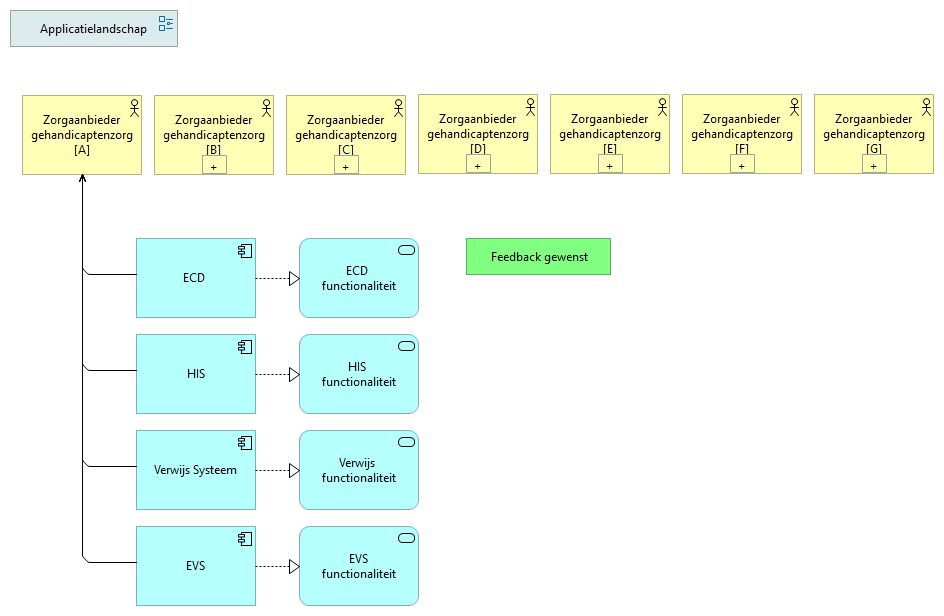 Applicatielandschap
Zorgaanbieder
gehandicaptenzorg
[A]
Zorgaanbieder
gehandicaptenzorg
[B]
+
Zorgaanbieder
gehandicaptenzorg
[C]
+
Zorgaanbieder
gehandicaptenzorg
[D]
+
Zorgaanbieder
gehandicaptenzorg
[E]
+
Zorgaanbieder
gehandicaptenzorg
[F]
+
Zorgaanbieder
gehandicaptenzorg
[G]
+
ECD
ECD
functionaliteit
Feedback gewenst
HIS
HIS
functionaliteit
Verwijs Systeem
Verwijs
functionaliteit
EVS
EVS
functionaliteit